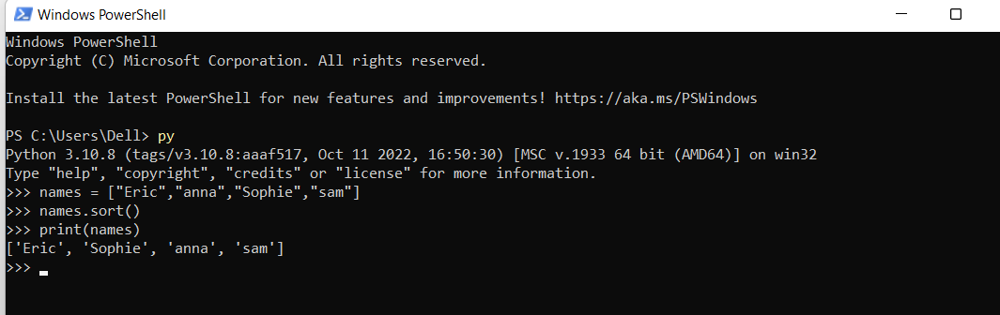 Windows PowerShell
Windows PowerShell
Copyright (C) Microsoft Corporation. All rights reserved.
Install the latest PowerShell for new features and improvements! https://aka.ms/PSWindows
PS C:\Users\Dell> py
Python 3.10.8 (tags/v3.10.8:aaaf517, Oct 11 2022, 16:50:30) [MSC v.1933 64 bit (AMD64)] on win32
Type "help", "copyright", "credits" or "license" for more information.
>>> names = ["Eric","anna","Sophie","sam"]
>>> names.sort()
>>> print(names)
['Eric', 'Sophie', 'anna', 'sam']
>>>